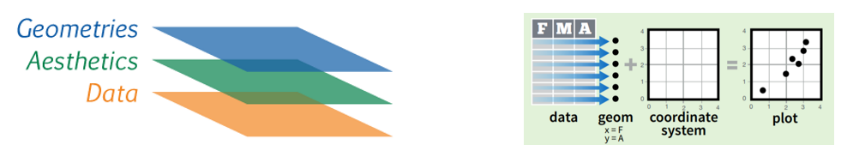 Geometries
Aesthetics
Data
F M A
+ =
4
3
2
1
0
0 1 2 3 4
4
3
2
1
0
0 1 2 3 4
data geom coordinate system plot
x = F
y = A